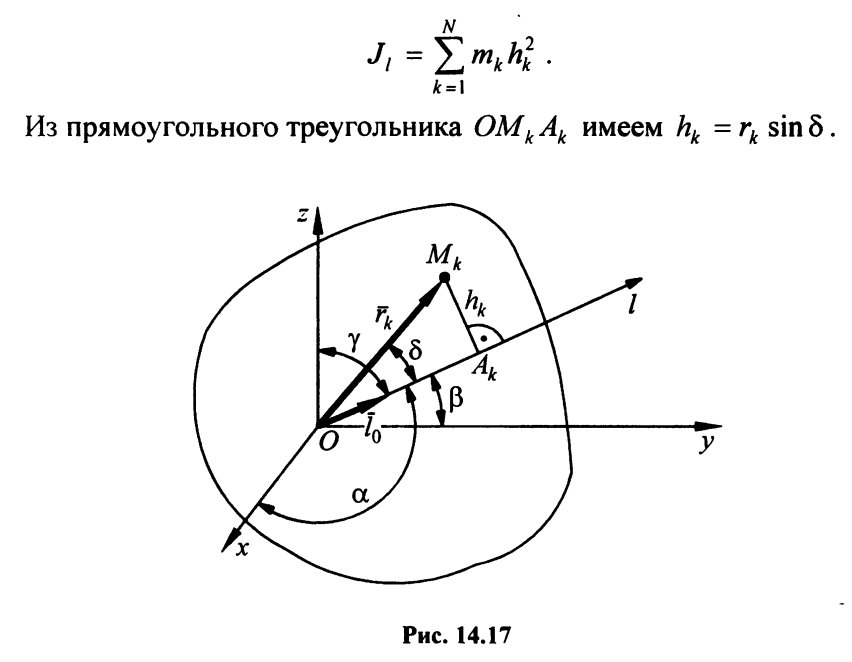 J_l = \sum_{k=1}^{N} m_k h_k^2 .
Из прямоугольного треугольника OM_k A_k имеем h_k = r_k sin δ .
z
M_k
h_k
l
r̄_k
γ
δ
A_k
β
O
l̄_0
y
α
x
Рис. 14.17